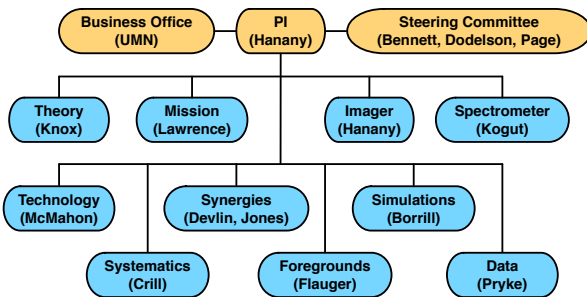 Business Office
(UMN)
PI
(Hanany)
Steering Committee
(Bennett, Dodelson, Page)
Theory
(Knox)
Mission
(Lawrence)
Imager
(Hanany)
Spectrometer
(Kogut)
Technology
(McMahon)
Synergies
(Devlin, Jones)
Simulations
(Borrill)
Systematics
(Crill)
Foregrounds
(Flauger)
Data
(Pryke)